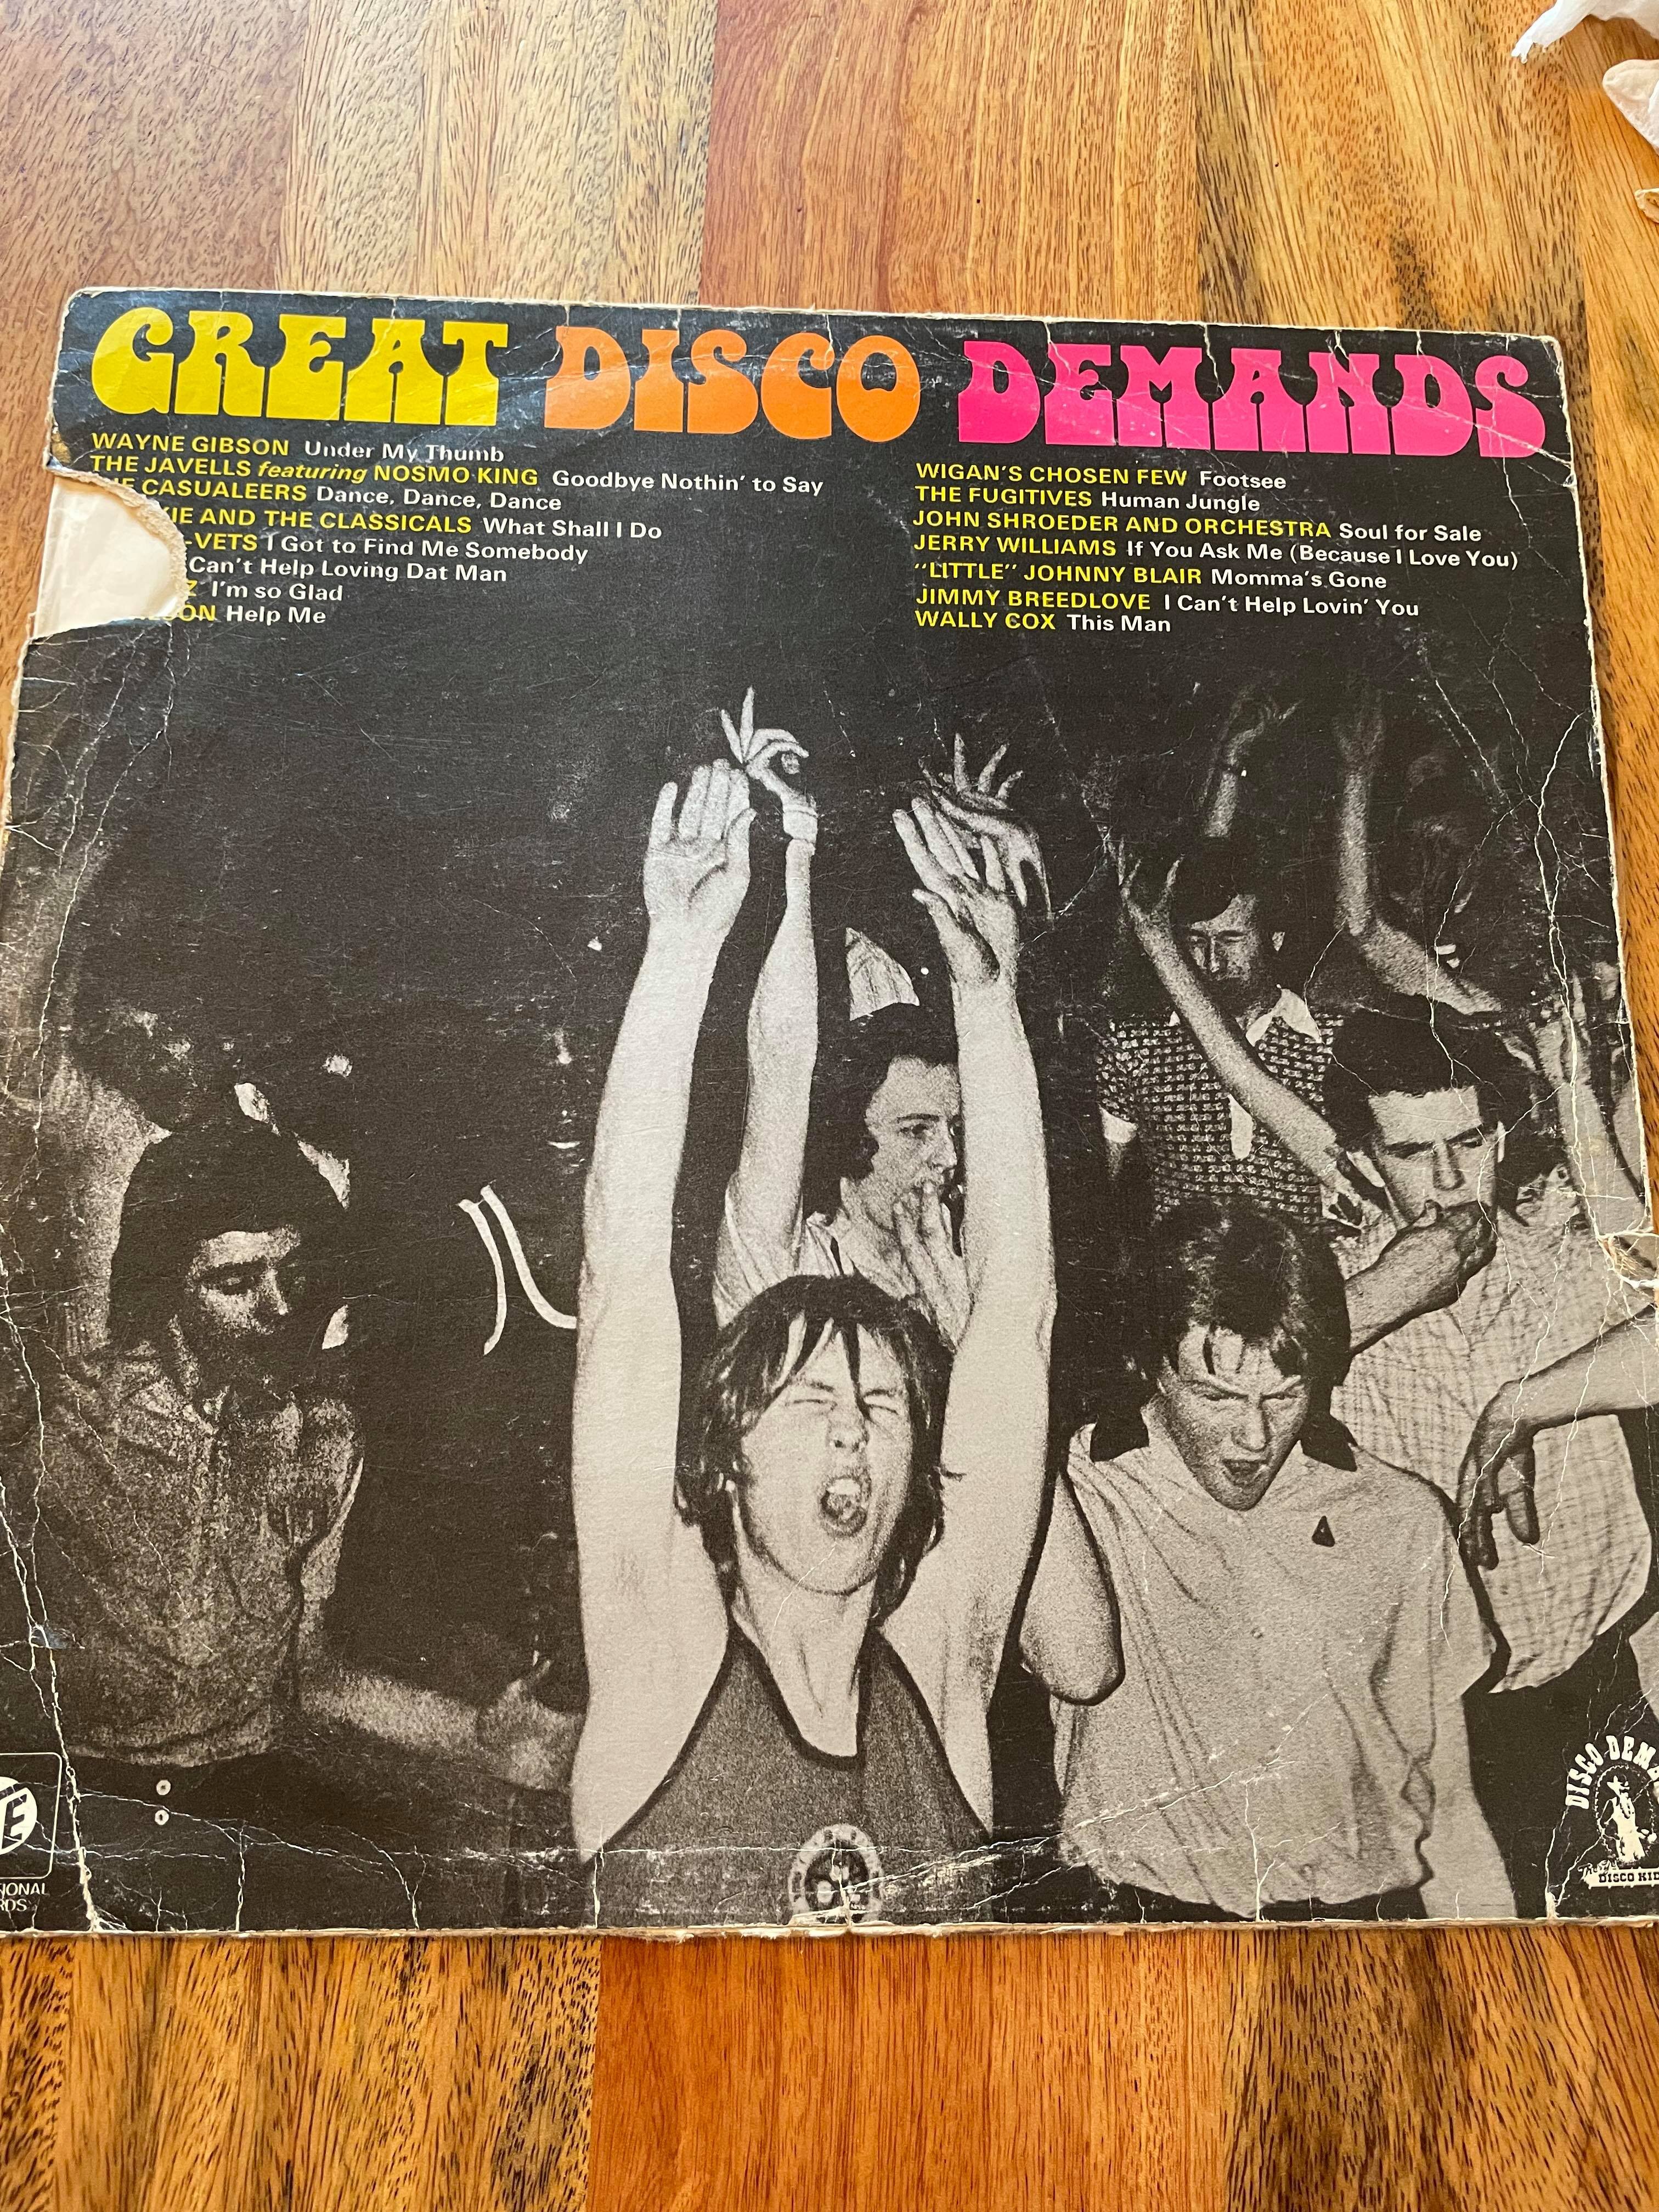 GREAT DISCO DEMANDS
WAYNE GIBSON Under My Thumb
THE JAVELLS featuring NOSMO KING Goodbye Nothin' to Say
CASUALEERS Dance, Dance, Dance
AND THE CLASSICALS What Shall I Do
-VETS I Got to Find Me Somebody
Can't Help Loving Dat Man
I'm so Glad
Help Me
WIGAN'S CHOSEN FEW Footsee
THE FUGITIVES Human Jungle
JOHN SHROEDER AND ORCHESTRA Soul for Sale
JERRY WILLIAMS If You Ask Me (Because I Love You)
"LITTLE" JOHNNY BLAIR Momma's Gone
JIMMY BREEDLOVE I Can't Help Lovin' You
WALLY COX This Man
DISCO
DISCO